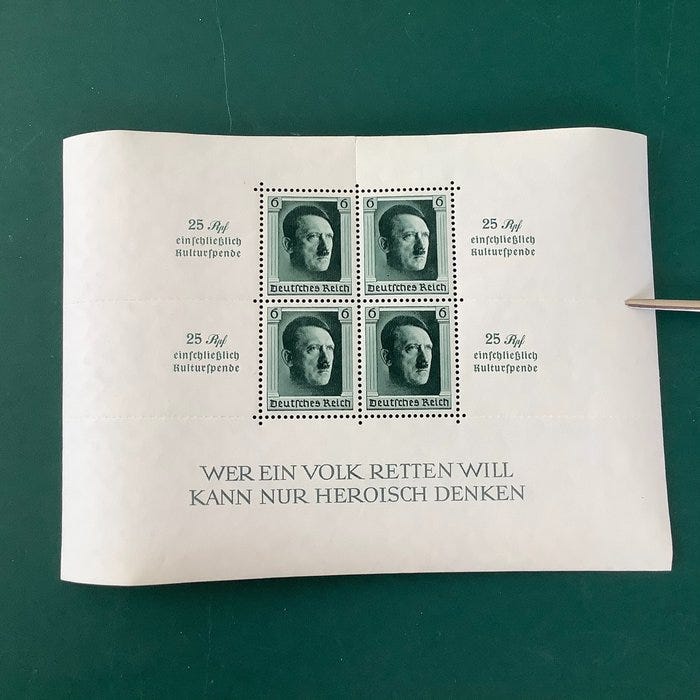 25 Rpf
einschließlich
Kulturspende
6 6
Deutsches Reich
6 6
Deutsches Reich
25 Rpf
einschließlich
Kulturspende
25 Rpf
einschließlich
Kulturspende
6 6
Deutsches Reich
6 6
Deutsches Reich
25 Rpf
einschließlich
Kulturspende
WER EIN VOLK RETTEN WILL
KANN NUR HEROISCH DENKEN